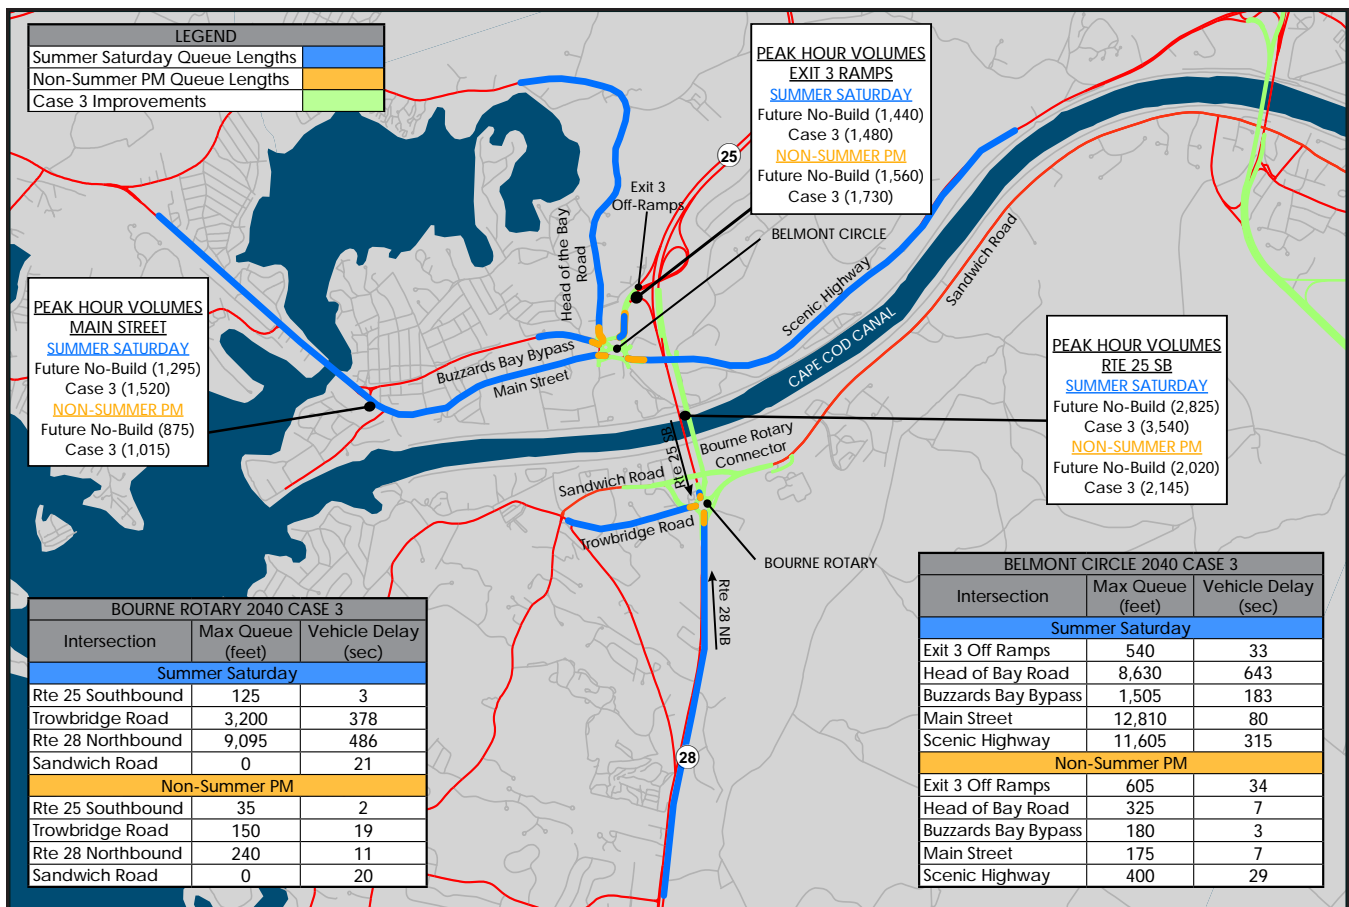 LEGEND
Summer Saturday Queue Lengths
Non-Summer PM Queue Lengths
Case 3 Improvements
PEAK HOUR VOLUMES
EXIT 3 RAMPS
SUMMER SATURDAY
Future No-Build (1,440)
Case 3 (1,480)
NON-SUMMER PM
Future No-Build (1,560)
Case 3 (1,730)
25
Exit 3
Off-Ramps
BELMONT CIRCLE
Head of the Bay
Road
Scenic Highway
Sandwich Road
CAPE COD CANAL
Buzzards Bay Bypass
Main Street
PEAK HOUR VOLUMES
MAIN STREET
SUMMER SATURDAY
Future No-Build (1,295)
Case 3 (1,520)
NON-SUMMER PM
Future No-Build (875)
Case 3 (1,015)
PEAK HOUR VOLUMES
RTE 25 SB
SUMMER SATURDAY
Future No-Build (2,825)
Case 3 (3,540)
NON-SUMMER PM
Future No-Build (2,020)
Case 3 (2,145)
Rte 25 SB
Bourne Rotary
Connector
Sandwich Road
Trowbridge Road
BOURNE ROTARY
Rte 28 NB
28
BOURNE ROTARY 2040 CASE 3
Intersection Max Queue (feet) Vehicle Delay (sec)
Summer Saturday
Rte 25 Southbound 125 3
Trowbridge Road 3,200 378
Rte 28 Northbound 9,095 486
Sandwich Road 0 21
Non-Summer PM
Rte 25 Southbound 35 2
Trowbridge Road 150 19
Rte 28 Northbound 240 11
Sandwich Road 0 20
BELMONT CIRCLE 2040 CASE 3
Intersection Max Queue (feet) Vehicle Delay (sec)
Summer Saturday
Exit 3 Off Ramps 540 33
Head of Bay Road 8,630 643
Buzzards Bay Bypass 1,505 183
Main Street 12,810 80
Scenic Highway 11,605 315
Non-Summer PM
Exit 3 Off Ramps 605 34
Head of Bay Road 325 7
Buzzards Bay Bypass 180 3
Main Street 175 7
Scenic Highway 400 29